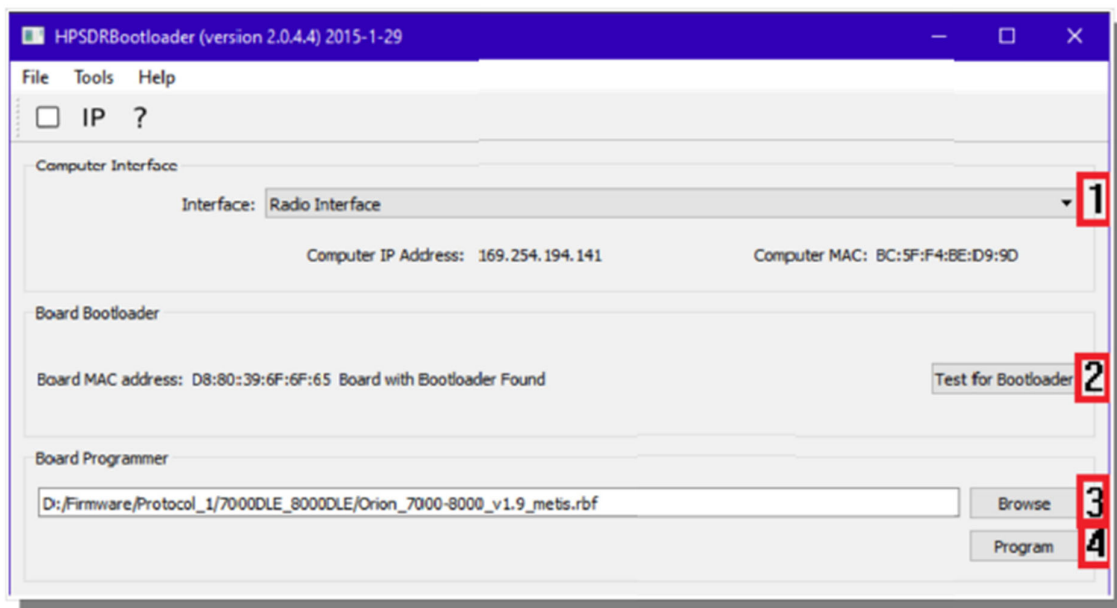 HPSDRBootloader (version 2.0.4.4) 2015-1-29
File Tools Help
IP ?
Computer Interface
Interface: Radio Interface 1
Computer IP Address: 169.254.194.141 Computer MAC: BC:5F:F4:BE:D9:9D
Board Bootloader
Board MAC address: D8:80:39:6F:6F:65 Board with Bootloader Found Test for Bootloader 2
Board Programmer
D:/Firmware/Protocol_1/7000DLE_8000DLE/Orion_7000-8000_v1.9_metis.rbf Browse 3
Program 4